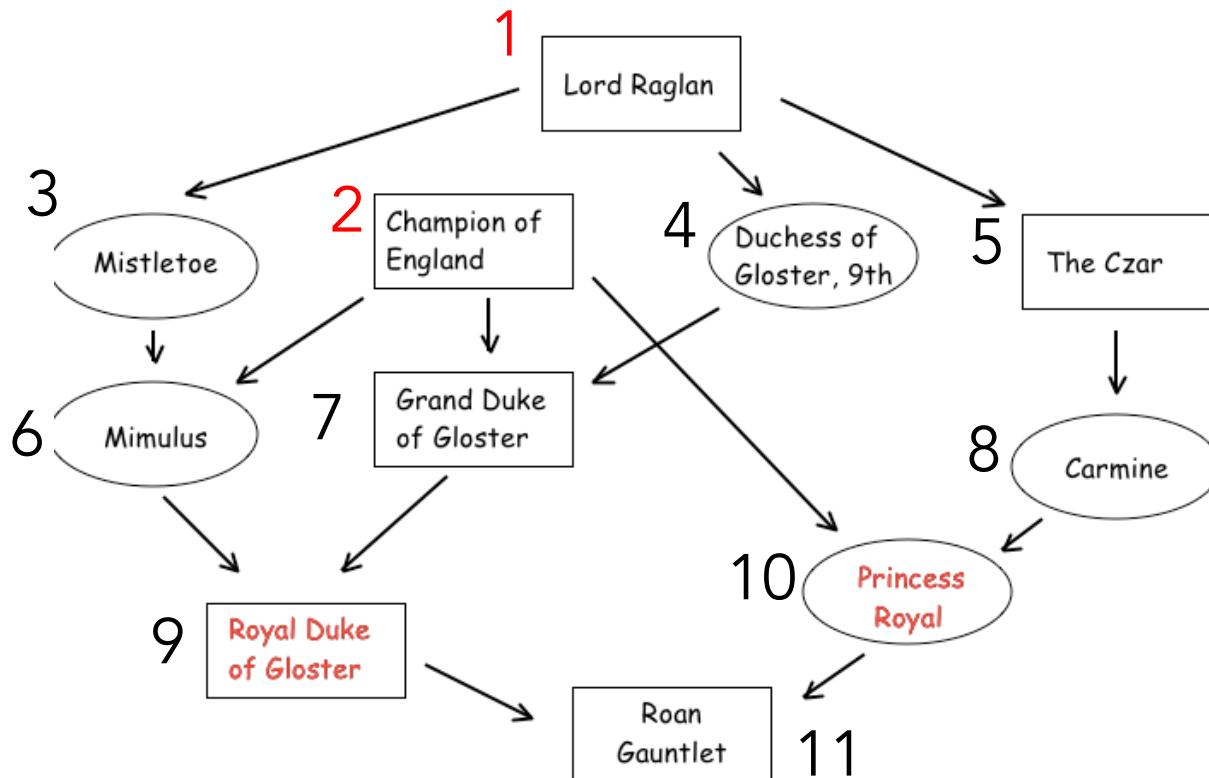 1
Lord Raglan
3
Mistletoe
2
Champion of
England
4
Duchess of
Gloster, 9th
5
The Czar
6
Mimulus
7
Grand Duke
of Gloster
8
Carmine
9
Royal Duke
of Gloster
10
Princess
Royal
Roan
Gauntlet
11